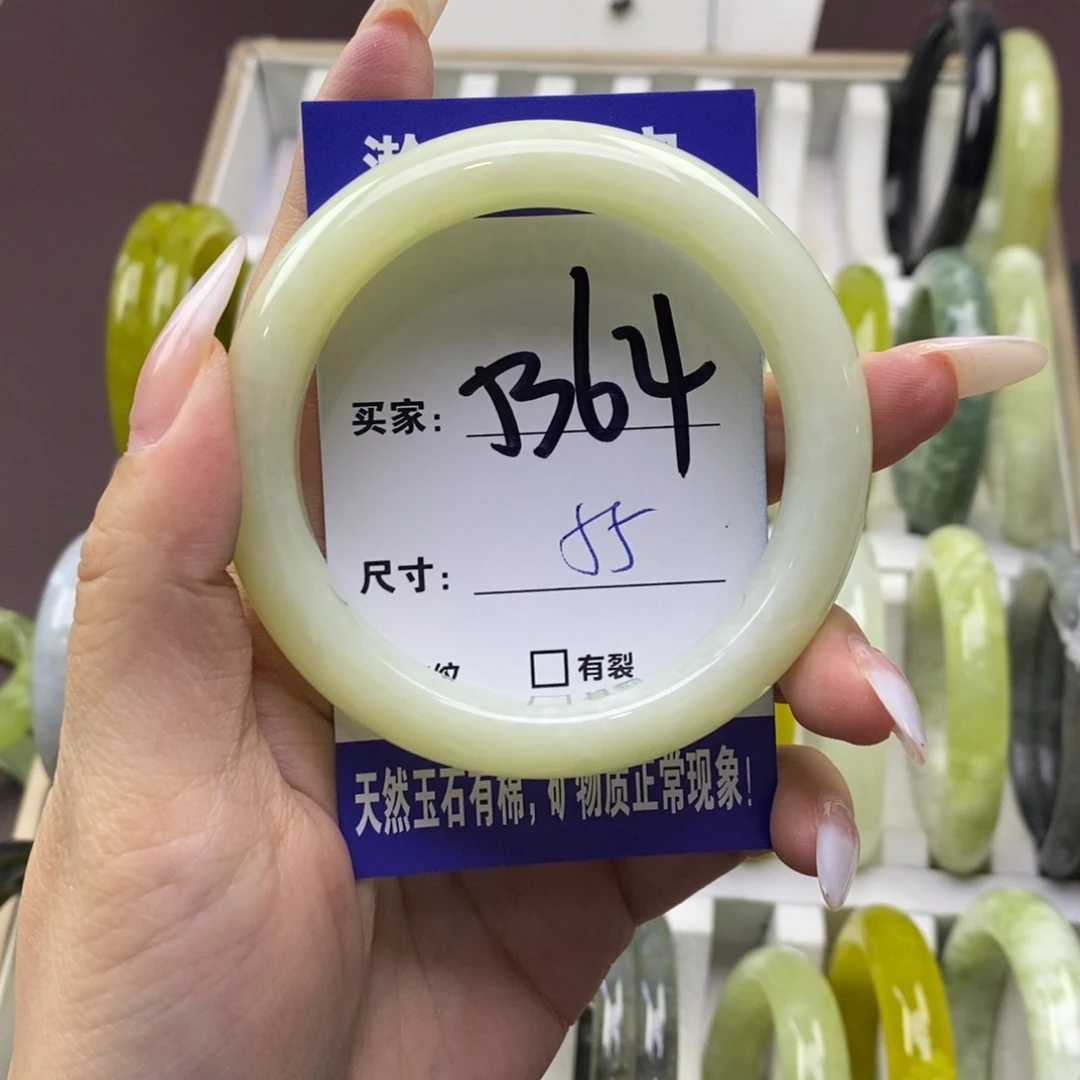 买家： B64
尺寸： 55
纹 □有裂
天然玉石有棉，矿物质正常现象！